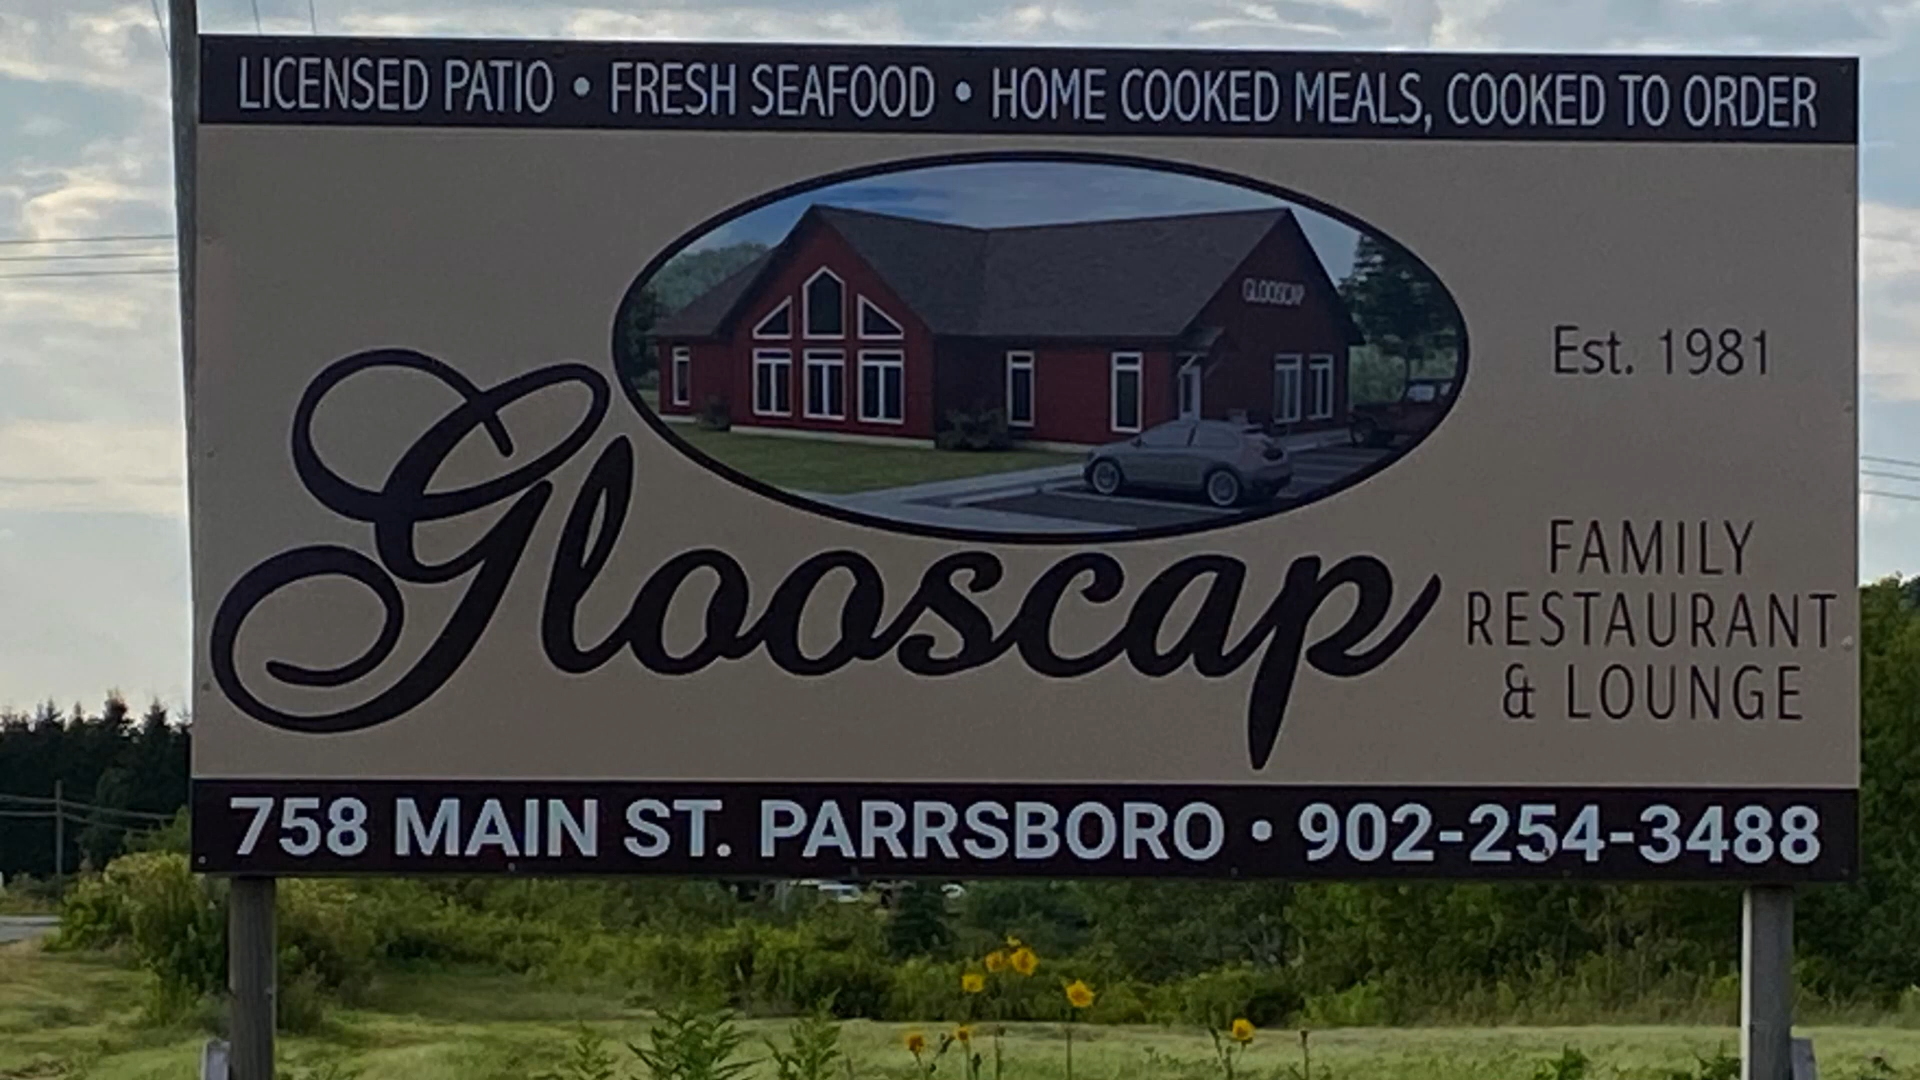 LICENSED PATIO • FRESH SEAFOOD • HOME COOKED MEALS, COOKED TO ORDER
GLOOSCAP
Est. 1981
Glooscap
FAMILY
RESTAURANT
& LOUNGE
758 MAIN ST. PARRSBORO • 902-254-3488